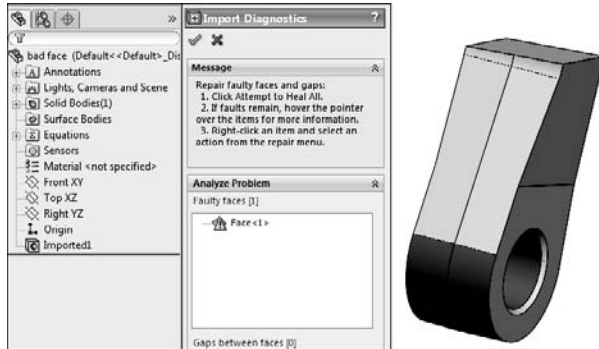 bad face (Default<<Default>_Dis
Annotations
Lights, Cameras and Scene
Solid Bodies(1)
Surface Bodies
Equations
Sensors
Material <not specified>
Front XY
Top XZ
Right YZ
Origin
Imported1
Import Diagnostics ?
Message
Repair faulty faces and gaps:
1. Click Attempt to Heal All.
2. If faults remain, hover the pointer
over the items for more information.
3. Right-click an item and select an
action from the repair menu.
Analyze Problem
Faulty faces [1]
Face<1>
Gaps between faces [0]